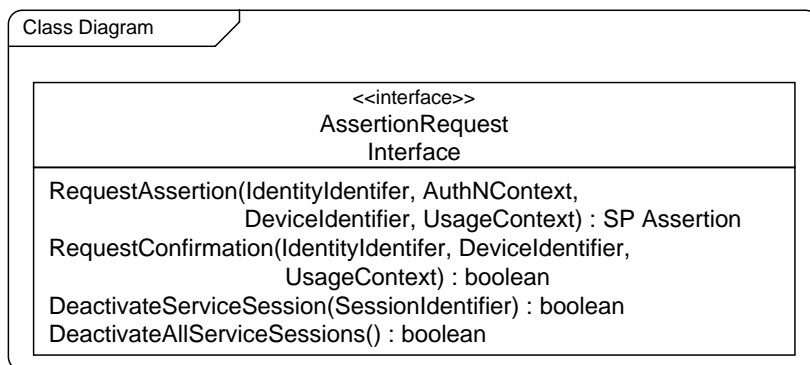 Class Diagram
<<interface>>
AssertionRequest
Interface
RequestAssertion(IdentityIdentifer, AuthNContext,
DeviceIdentifier, UsageContext) : SP Assertion
RequestConfirmation(IdentityIdentifer, DeviceIdentifier,
UsageContext) : boolean
DeactivateServiceSession(SessionIdentifier) : boolean
DeactivateAllServiceSessions() : boolean